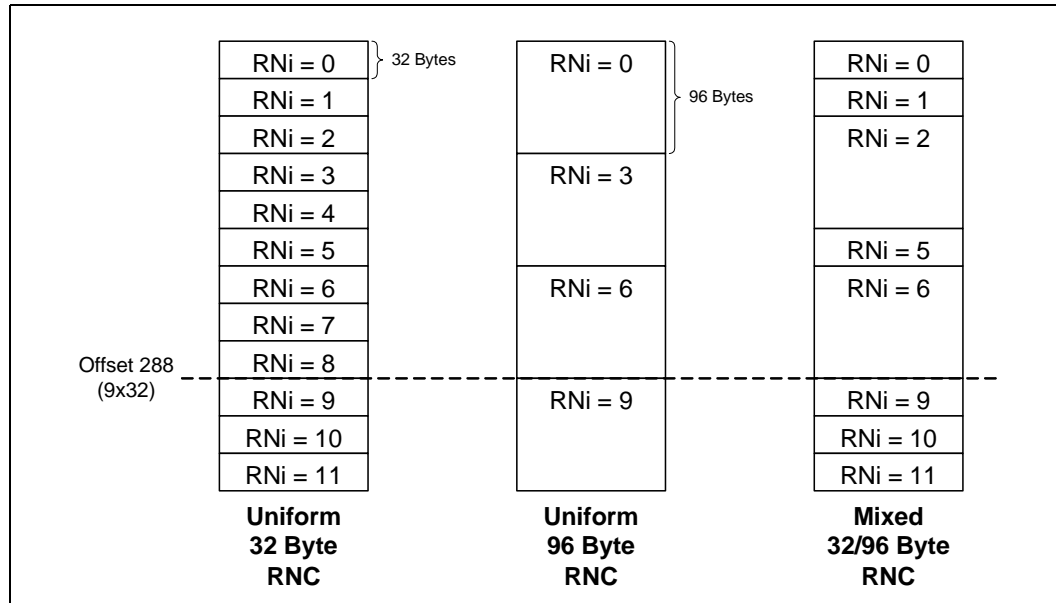 RNi = 0
32 Bytes
RNi = 1
RNi = 2
RNi = 3
RNi = 4
RNi = 5
RNi = 6
RNi = 7
RNi = 8
RNi = 9
RNi = 10
RNi = 11
Uniform
32 Byte
RNC
Offset 288
(9x32)
RNi = 0
96 Bytes
RNi = 3
RNi = 6
RNi = 9
Uniform
96 Byte
RNC
RNi = 0
RNi = 1
RNi = 2
RNi = 5
RNi = 6
RNi = 9
RNi = 10
RNi = 11
Mixed
32/96 Byte
RNC